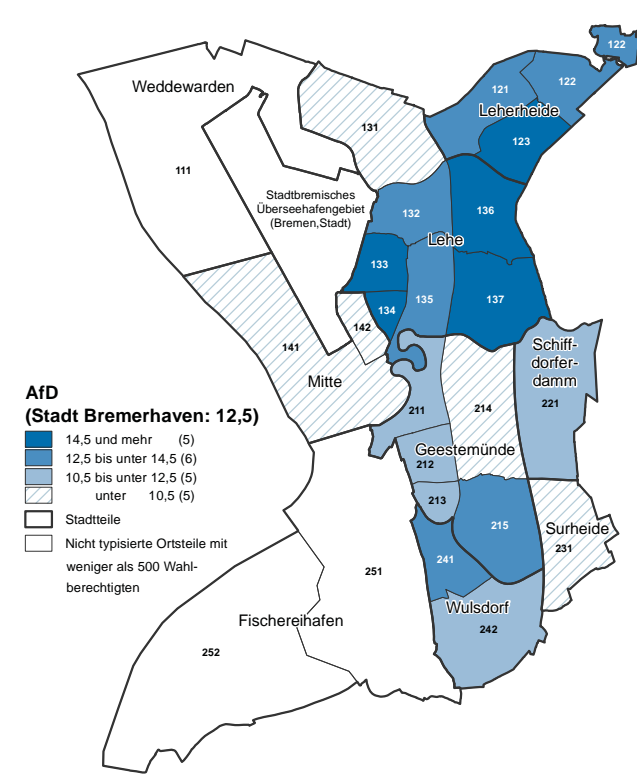 122
121
122
Weddewarden
Leherheide
131
123
111
Stadtbremisches
Überseehafengebiet
(Bremen,Stadt)
132
136
Lehe
133
137
134
135
142
141
Schiff-
dorfer-
damm
Mitte
221
211
214
Geestemünde
212
213
215
Surheide
231
241
251
Wulsdorf
242
Fischereihafen
252
AfD
(Stadt Bremerhaven: 12,5)
14,5 und mehr (5)
12,5 bis unter 14,5 (6)
10,5 bis unter 12,5 (5)
unter 10,5 (5)
Stadtteile
Nicht typisierte Ortsteile mit
weniger als 500 Wahl-
berechtigten